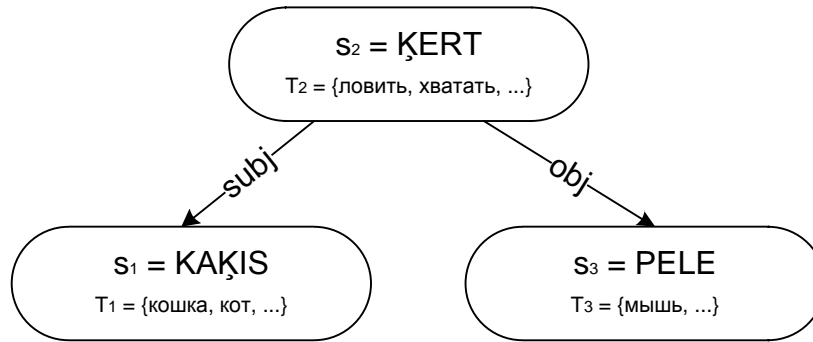 s₂ = ĶERT
T₂ = {ловить, хватать, ...}
subj
obj
s₁ = KAĶIS
T₁ = {кошка, кот, ...}
s₃ = PELE
T₃ = {мышь, ...}